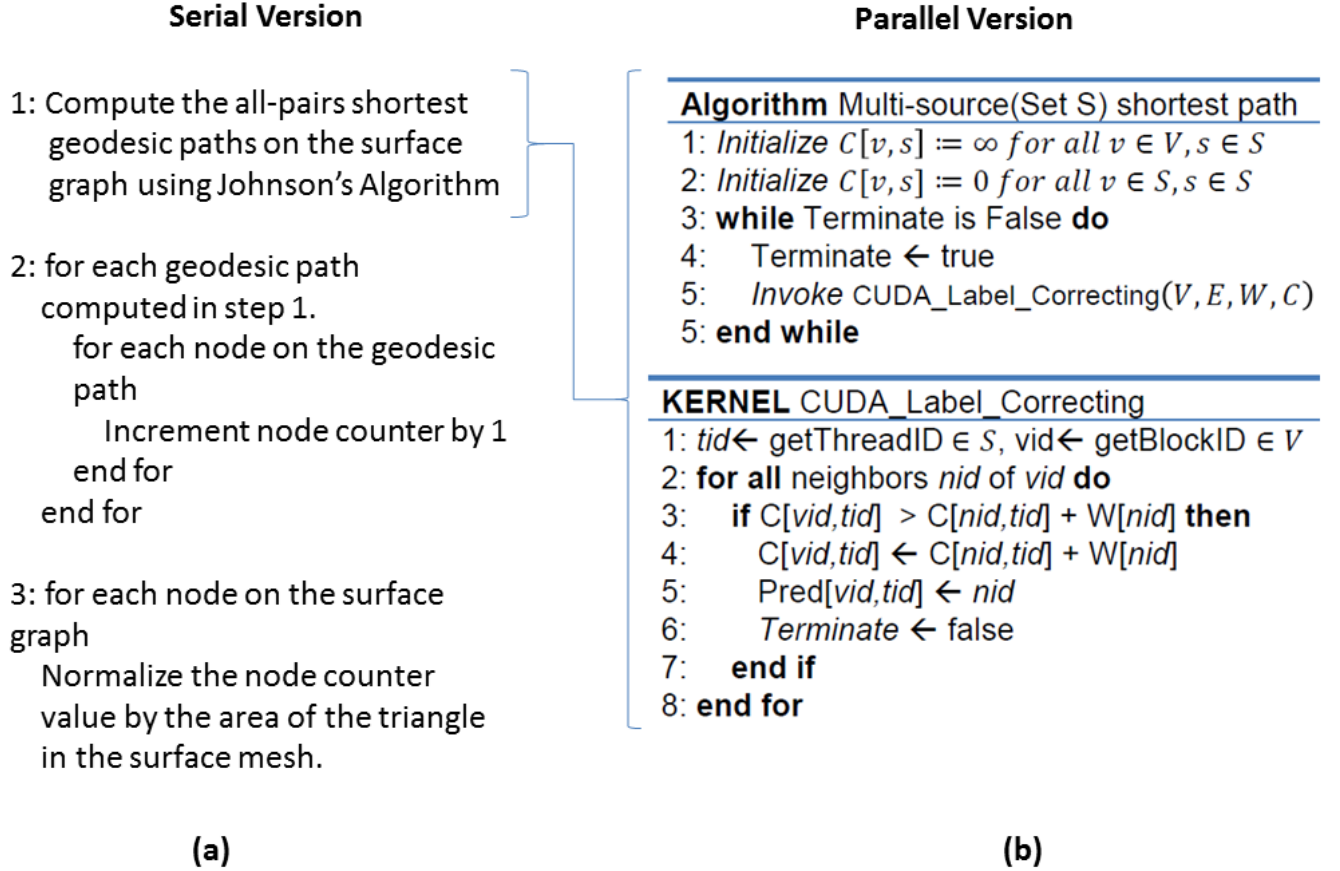 Serial Version
1: Compute the all-pairs shortest
geodesic paths on the surface
graph using Johnson's Algorithm
2: for each geodesic path
computed in step 1.
for each node on the geodesic
path
Increment node counter by 1
end for
end for
3: for each node on the surface
graph
Normalize the node counter
value by the area of the triangle
in the surface mesh.
(a)
Parallel Version
Algorithm Multi-source(Set S) shortest path
1: Initialize C[v,s] := ∞ for all v ∈ V, s ∈ S
2: Initialize C[v,s] := 0 for all v ∈ S, s ∈ S
3: while Terminate is False do
4: Terminate ← true
5: Invoke CUDA_Label_Correcting(V, E, W, C)
5: end while
KERNEL CUDA_Label_Correcting
1: tid← getThreadID ∈ S, vid← getBlockID ∈ V
2: for all neighbors nid of vid do
3: if C[vid,tid] > C[nid,tid] + W[nid] then
4: C[vid,tid] ← C[nid,tid] + W[nid]
5: Pred[vid,tid] ← nid
6: Terminate ← false
7: end if
8: end for
(b)